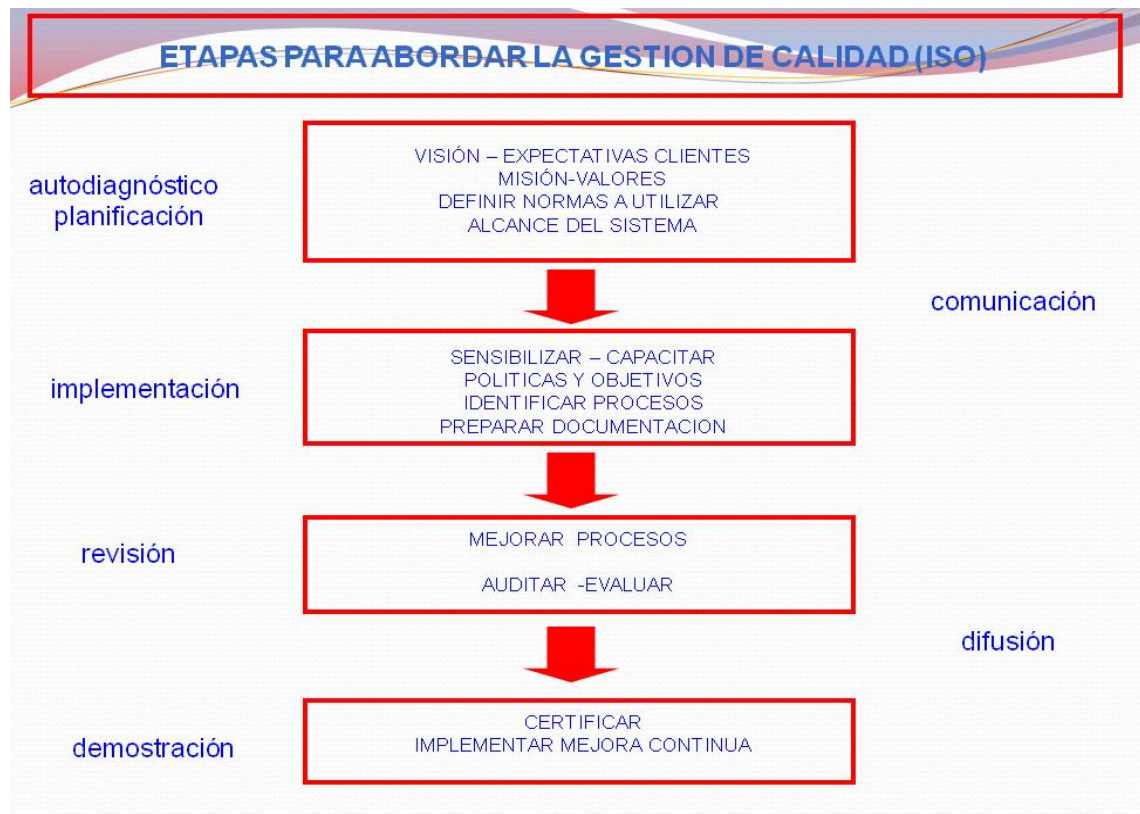 ETAPAS PARA ABORDAR LA GESTION DE CALIDAD (ISO)
autodiagnóstico
planificación
VISIÓN – EXPECTATIVAS CLIENTES
MISIÓN-VALORES
DEFINIR NORMAS A UTILIZAR
ALCANCE DEL SISTEMA
comunicación
implementación
SENSIBILIZAR – CAPACITAR
POLITICAS Y OBJETIVOS
IDENTIFICAR PROCESOS
PREPARAR DOCUMENTACION
revisión
MEJORAR PROCESOS
AUDITAR -EVALUAR
difusión
demostración
CERTIFICAR
IMPLEMENTAR MEJORA CONTINUA